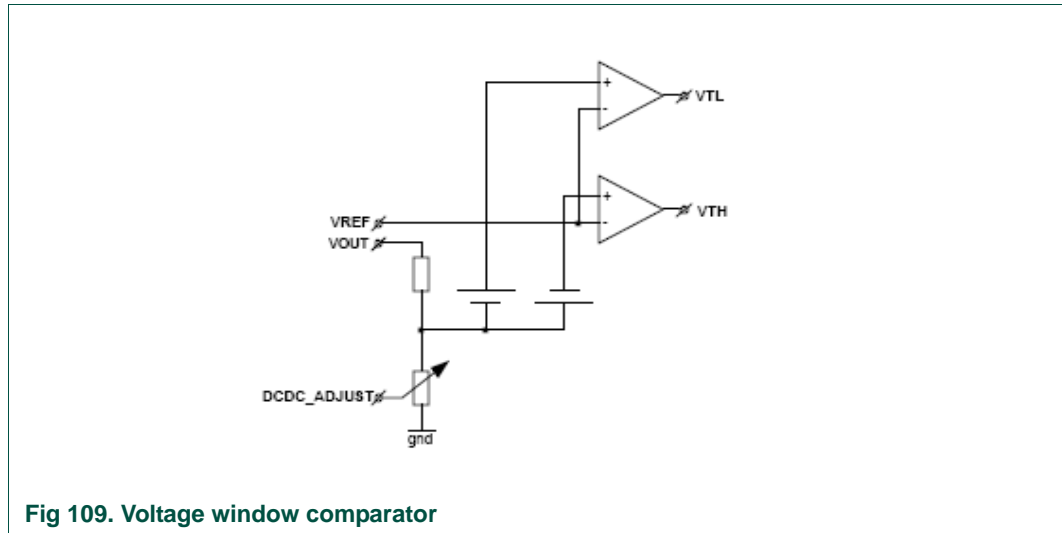 +
-
VTL
+
-
VTH
VREF
VOUT
DCDC_ADJUST
gnd
Fig 109. Voltage window comparator